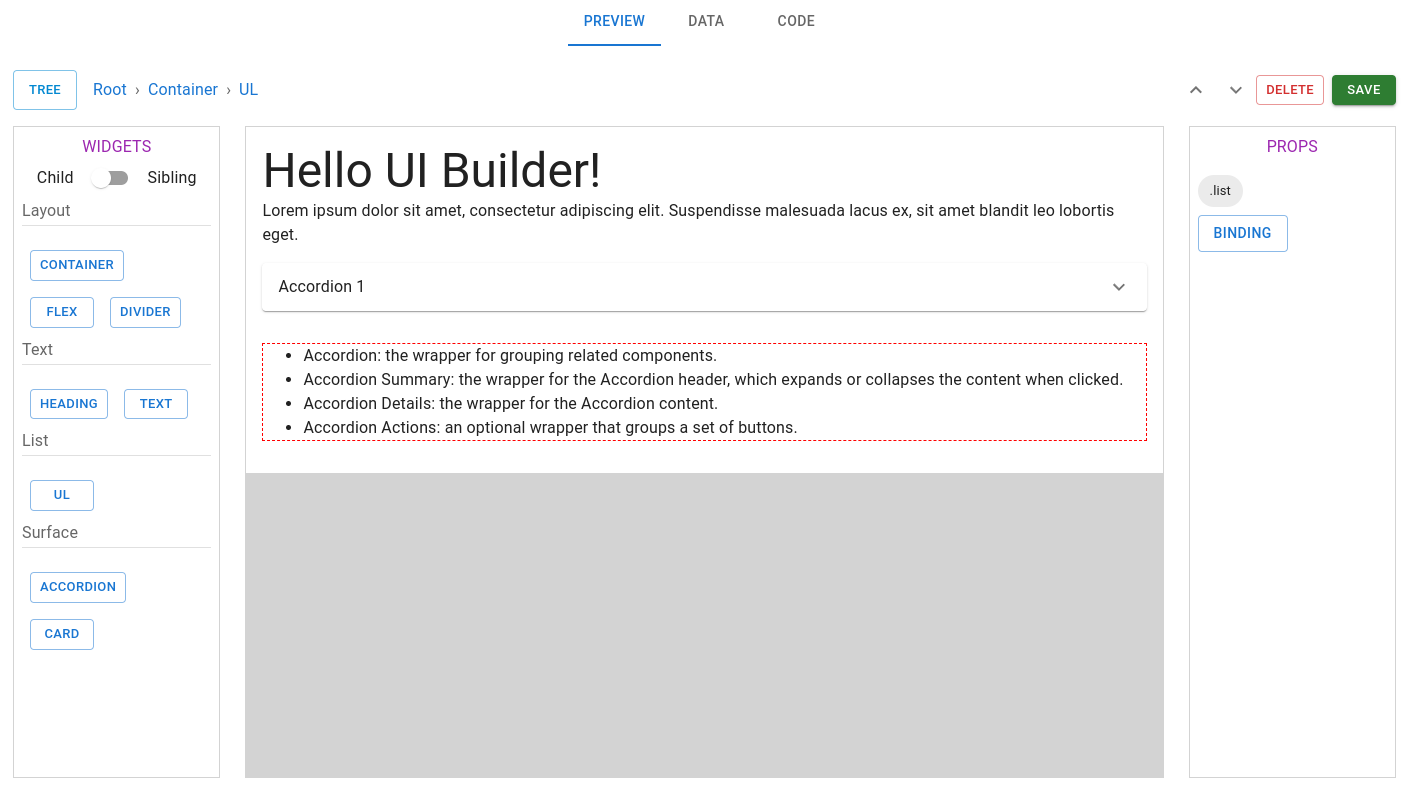 PREVIEW DATA CODE
TREE Root › Container › UL DELETE SAVE
WIDGETS
Child Sibling
Layout
CONTAINER
FLEX DIVIDER
Text
HEADING TEXT
List
UL
Surface
ACCORDION
CARD
Hello UI Builder!
Lorem ipsum dolor sit amet, consectetur adipiscing elit. Suspendisse malesuada lacus ex, sit amet blandit leo lobortis
eget.
Accordion 1
• Accordion: the wrapper for grouping related components.
• Accordion Summary: the wrapper for the Accordion header, which expands or collapses the content when clicked.
• Accordion Details: the wrapper for the Accordion content.
• Accordion Actions: an optional wrapper that groups a set of buttons.
PROPS
.list
BINDING